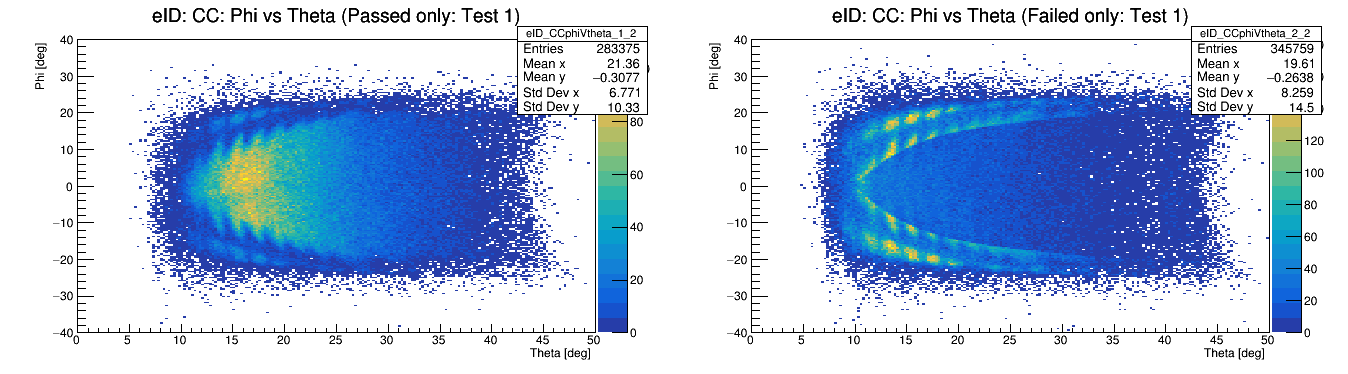 eID: CC: Phi vs Theta (Passed only: Test 1)
eID_CCphiVtheta_1_2
Entries 283375
Mean x 21.36
Mean y −0.3077
Std Dev x 6.771
Std Dev y 10.33
Phi [deg]
40
30
20
10
0
−10
−20
−30
−40
0 5 10 15 20 25 30 35 40 45 50
Theta [deg]
80
60
40
20
0
eID: CC: Phi vs Theta (Failed only: Test 1)
eID_CCphiVtheta_2_2
Entries 345759
Mean x 19.61
Mean y −0.2638
Std Dev x 8.259
Std Dev y 14.5
Phi [deg]
40
30
20
10
0
−10
−20
−30
−40
0 5 10 15 20 25 30 35 40 45 50
Theta [deg]
120
100
80
60
40
20
0